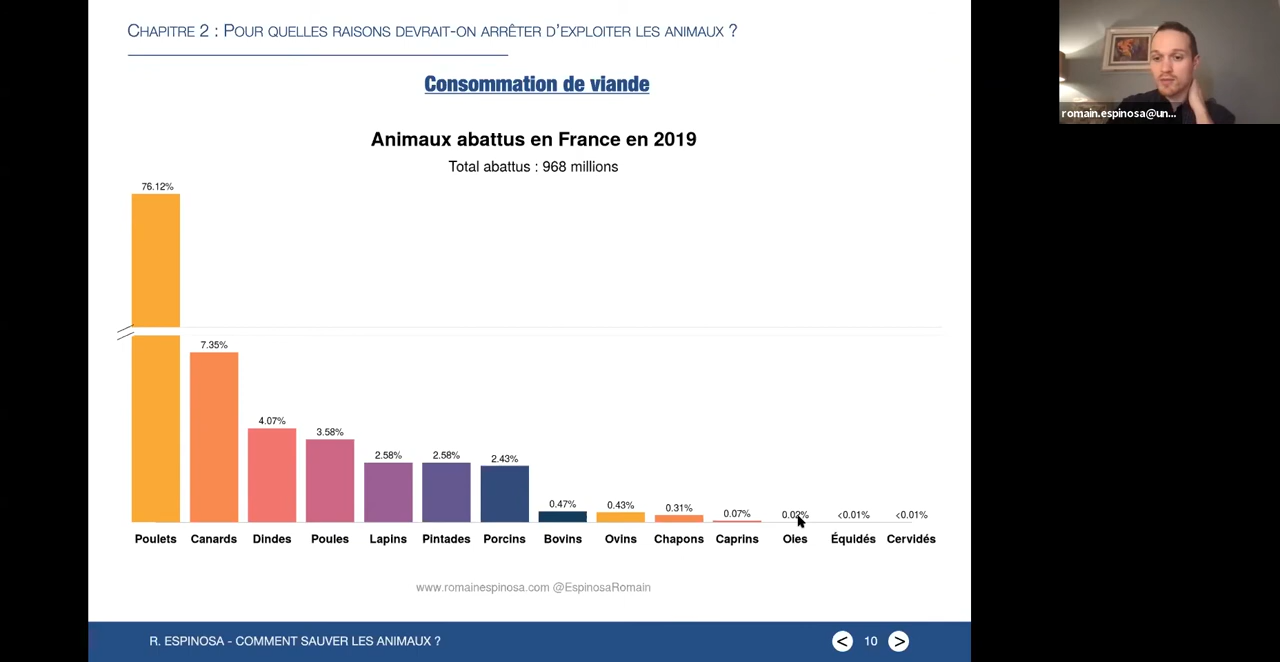 CHAPITRE 2 : POUR QUELLES RAISONS DEVRAIT-ON ARRÊTER D'EXPLOITER LES ANIMAUX ?
romain.espinosa@un...
Consommation de viande
Animaux abattus en France en 2019
Total abattus : 968 millions
76.12%
7.35%
4.07%
3.58%
2.58%
2.58%
2.43%
0.47%
0.43%
0.31%
0.07%
0.02%
<0.01%
<0.01%
Poulets Canards Dindes Poules Lapins Pintades Porcins Bovins Ovins Chapons Caprins Oies Équidés Cervidés
www.romainespinosa.com @EspinosaRomain
R. ESPINOSA - COMMENT SAUVER LES ANIMAUX ? < 10 >